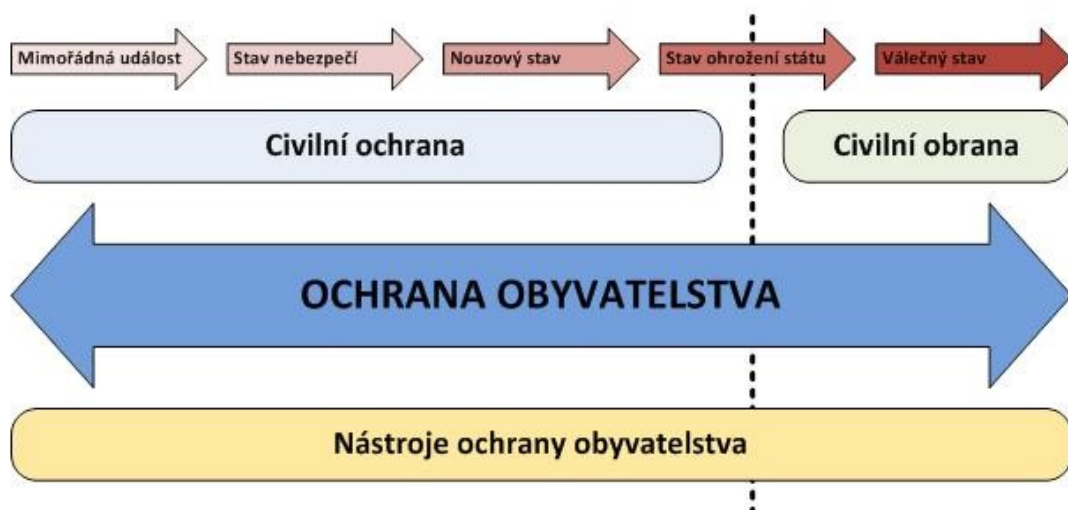 Mimořádná událost
Stav nebezpečí
Nouzový stav
Stav ohrožení státu
Válečný stav
Civilní ochrana
Civilní obrana
OCHRANA OBYVATELSTVA
Nástroje ochrany obyvatelstva